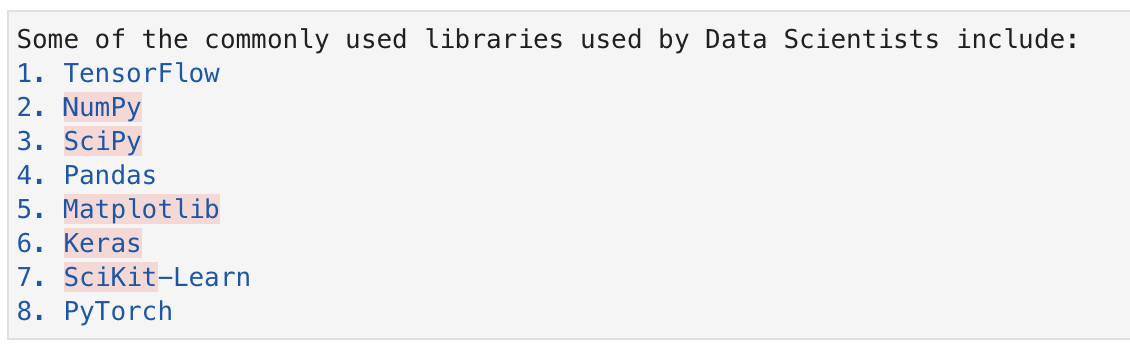 Some of the commonly used libraries used by Data Scientists include:
1. TensorFlow
2. NumPy
3. SciPy
4. Pandas
5. Matplotlib
6. Keras
7. SciKit-Learn
8. PyTorch